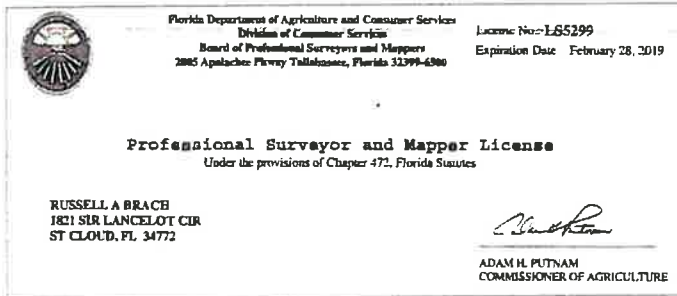 Florida Department of Agriculture and Consumer Services
Division of Consumer Services
Board of Professional Surveyors and Mappers
2005 Apalachee Pkway Tallahassee, Florida 32399-6500
License No.: LS5299
Expiration Date February 28, 2019
Professional Surveyor and Mapper License
Under the provisions of Chapter 472, Florida Statutes
RUSSELL A BRACH
1821 SIR LANCELOT CIR
ST CLOUD, FL 34772
ADAM H. PUTNAM
COMMISSIONER OF AGRICULTURE